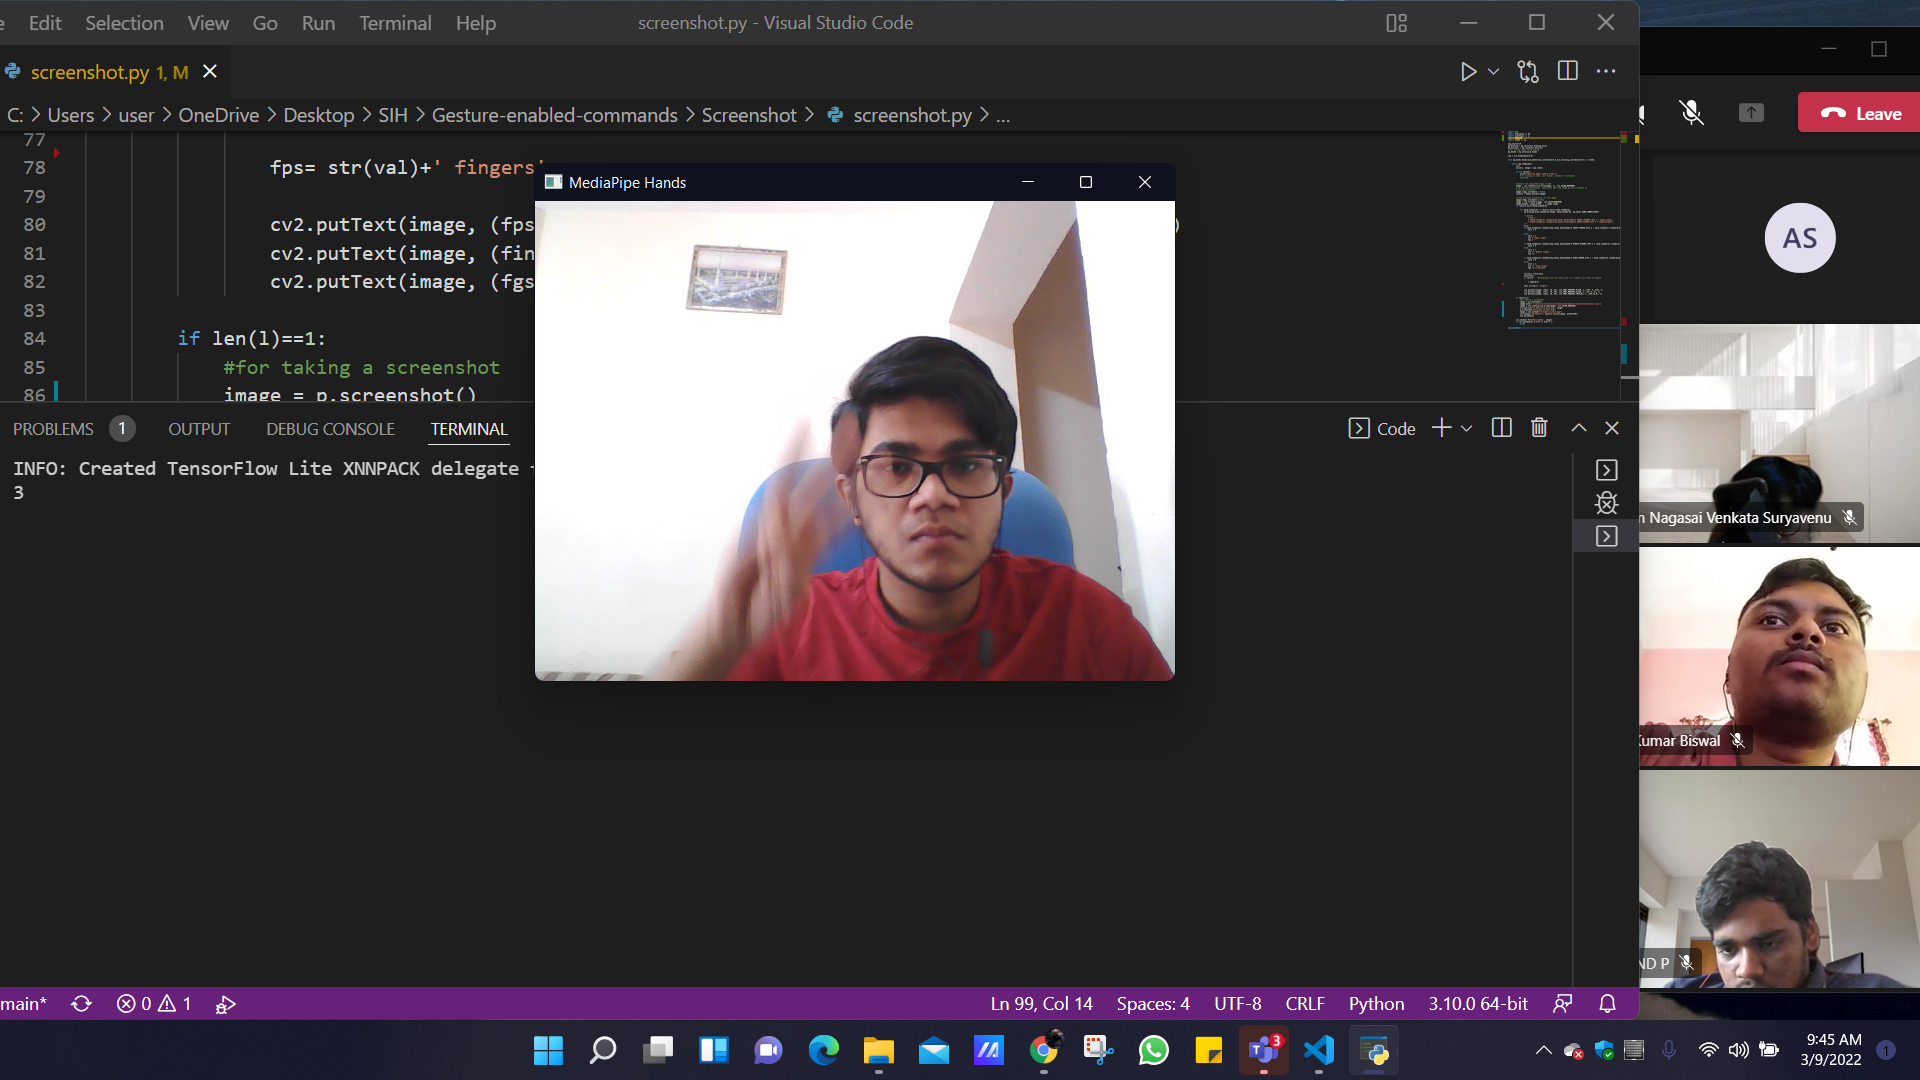 Edit Selection View Go Run Terminal Help
screenshot.py - Visual Studio Code
screenshot.py 1, M
C: > Users > user > OneDrive > Desktop > SIH > Gesture-enabled-commands > Screenshot > screenshot.py > ...
77
78 fps= str(val)+' fingers'
79
80 cv2.putText(image, (fps
81 cv2.putText(image, (fin
82 cv2.putText(image, (fgs
83
84 if len(l)==1:
85 #for taking a screenshot
86 image = p.screenshot()
MediaPipe Hands
PROBLEMS 1 OUTPUT DEBUG CONSOLE TERMINAL
Code
INFO: Created TensorFlow Lite XNNPACK delegate
3
Leave
AS
n Nagasai Venkata Suryavenu
Kumar Biswal
ND P
main* 0 1
Ln 99, Col 14 Spaces: 4 UTF-8 CRLF Python 3.10.0 64-bit
3
9:45 AM
3/9/2022
1